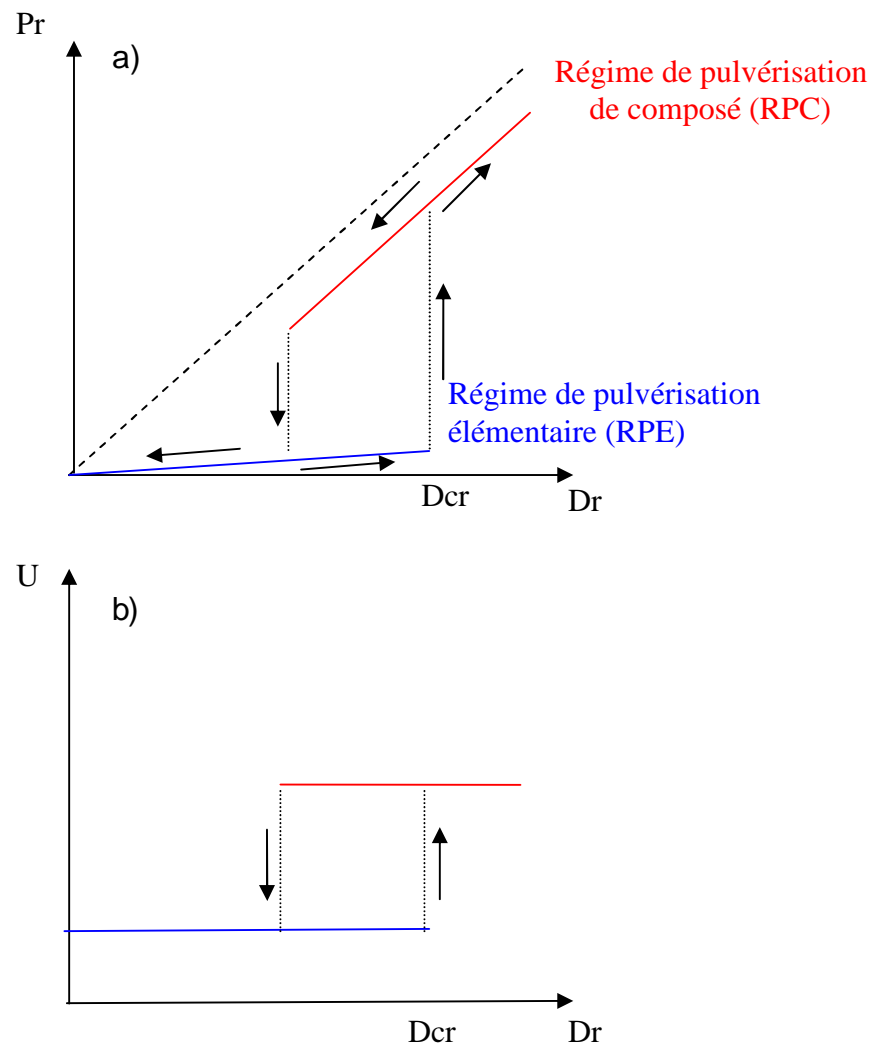 Pr
a)
Régime de pulvérisation
de composé (RPC)
Régime de pulvérisation
élémentaire (RPE)
Dcr
Dr
U
b)
Dcr
Dr